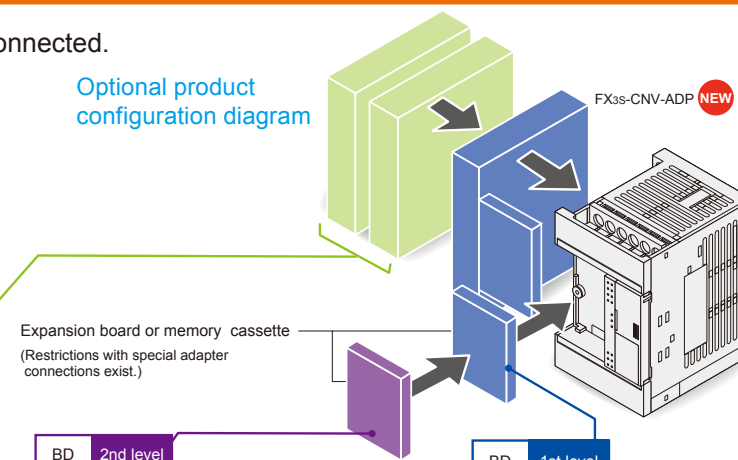 onnected.
Optional product
configuration diagram
FX3S-CNV-ADP NEW
Expansion board or memory cassette
(Restrictions with special adapter
connections exist.)
BD 2nd level
BD 1st level